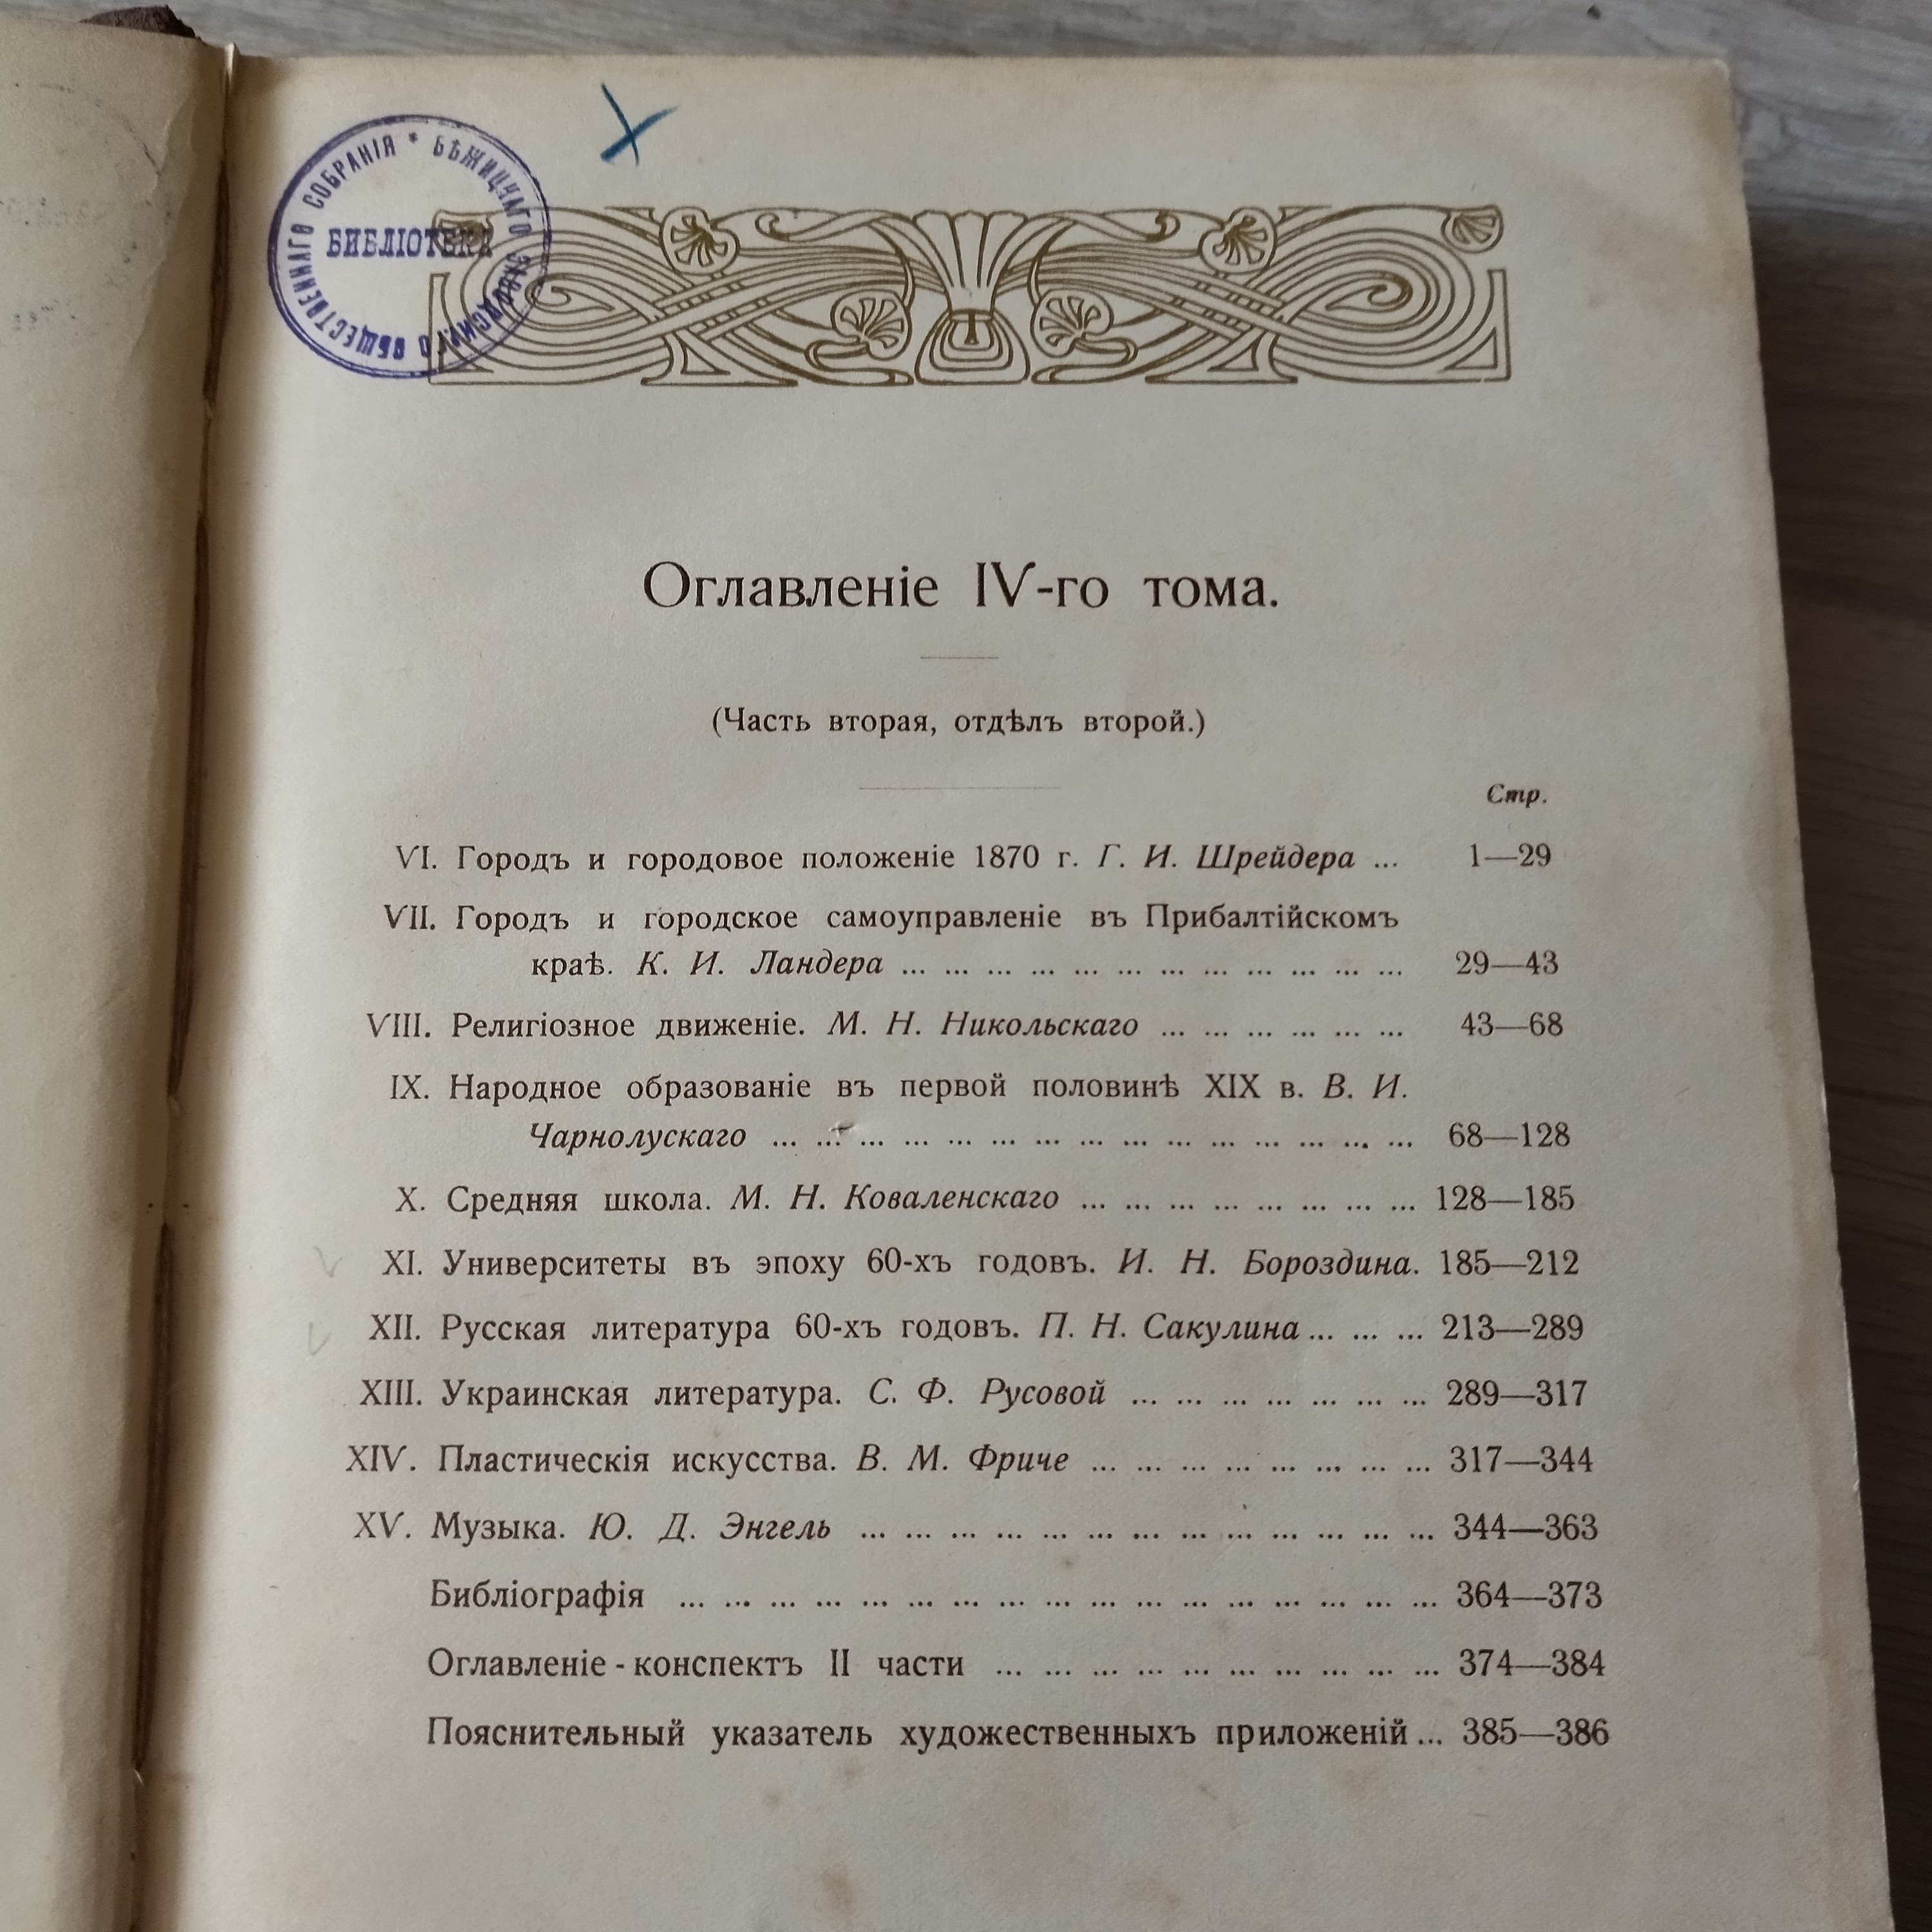 БѢЖИЦКАГО ЗАВОДСКОГО ОБЩЕСТВЕННАГО СОБРАНІЯ *
БИБЛІОТЕКА
Оглавленіе IV-го тома.
(Часть вторая, отдѣлъ второй.)
Стр.
VI. Городъ и городовое положеніе 1870 г. Г. И. Шрейдера ... 1—29
VII. Городъ и городское самоуправленіе въ Прибалтійскомъ
краѣ. К. И. Ландера ... ... ... ... ... ... ... ... ... ... ... ... 29—43
VIII. Религіозное движеніе. М. Н. Никольскаго ... ... ... ... ... ... 43—68
IX. Народное образованіе въ первой половинѣ XIX в. В. И.
Чарнолускаго ... ... ... ... ... ... ... ... ... ... ... ... ... ... ... 68—128
X. Средняя школа. М. Н. Коваленскаго ... ... ... ... ... ... ... ... 128—185
XI. Университеты въ эпоху 60-хъ годовъ. И. Н. Бороздина. 185—212
XII. Русская литература 60-хъ годовъ. П. Н. Сакулина ... ... ... 213—289
XIII. Украинская литература. С. Ф. Русовой ... ... ... ... ... ... ... 289—317
XIV. Пластическія искусства. В. М. Фриче ... ... ... ... ... ... ... ... 317—344
XV. Музыка. Ю. Д. Энгель ... ... ... ... ... ... ... ... ... ... ... ... ... 344—363
Библіографія ... ... ... ... ... ... ... ... ... ... ... ... ... ... ... ... ... 364—373
Оглавленіе-конспектъ II части ... ... ... ... ... ... ... ... ... ... 374—384
Пояснительный указатель художественныхъ приложеній ... 385—386